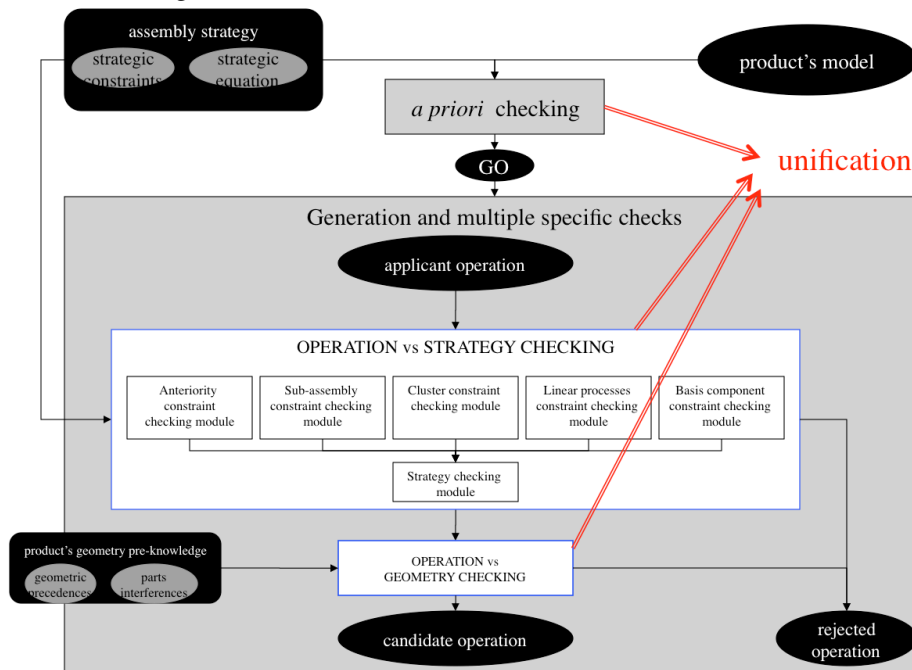 assembly strategy
strategic
constraints
strategic
equation
product's model
a priori checking
unification
GO
Generation and multiple specific checks
applicant operation
OPERATION vs STRATEGY CHECKING
Anteriority
constraint
checking module
Sub-assembly
constraint checking
module
Cluster constraint
checking module
Linear processes
constraint checking
module
Basis component
constraint checking
module
Strategy checking
module
product's geometry pre-knowledge
geometric
precedences
parts
interferences
OPERATION vs
GEOMETRY CHECKING
candidate operation
rejected
operation